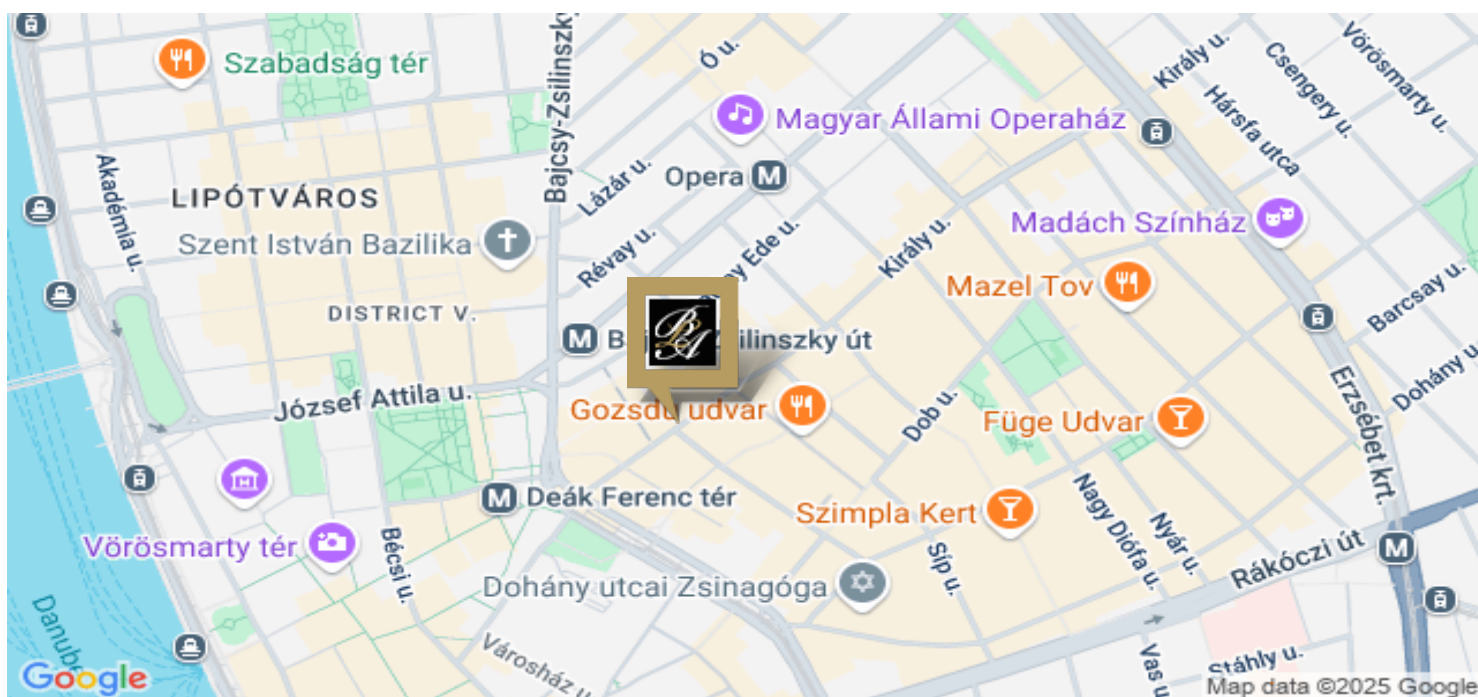 Szabadság tér
Bajcsy-Zsilinszky
Ó u.
Király u.
Csengery u.
Vörösmarty u.
Hársfa utca
Magyar Állami Operaház
Akadémia u.
Opera M
Lázár u.
LIPÓTVÁROS
Madách Színház
Szent István Bazilika
Révay u.
Ede u.
Király u.
Mazel Tov
Barcsay u.
DISTRICT V.
M
ilinszky út
József Attila u.
Gozsdu udvar
Dob u.
Füge Udvar
Erzsébet krt.
Dohány u.
M Deák Ferenc tér
Szimpla Kert
Nagy Diófa u.
Nyár u.
Vörösmarty tér
Bécsi u.
Síp u.
Rákóczi út
M
Dohány utcai Zsinagóga
Danube
Városház u
Vas u
Stáhly u.
Google
Map data ©2025 Google